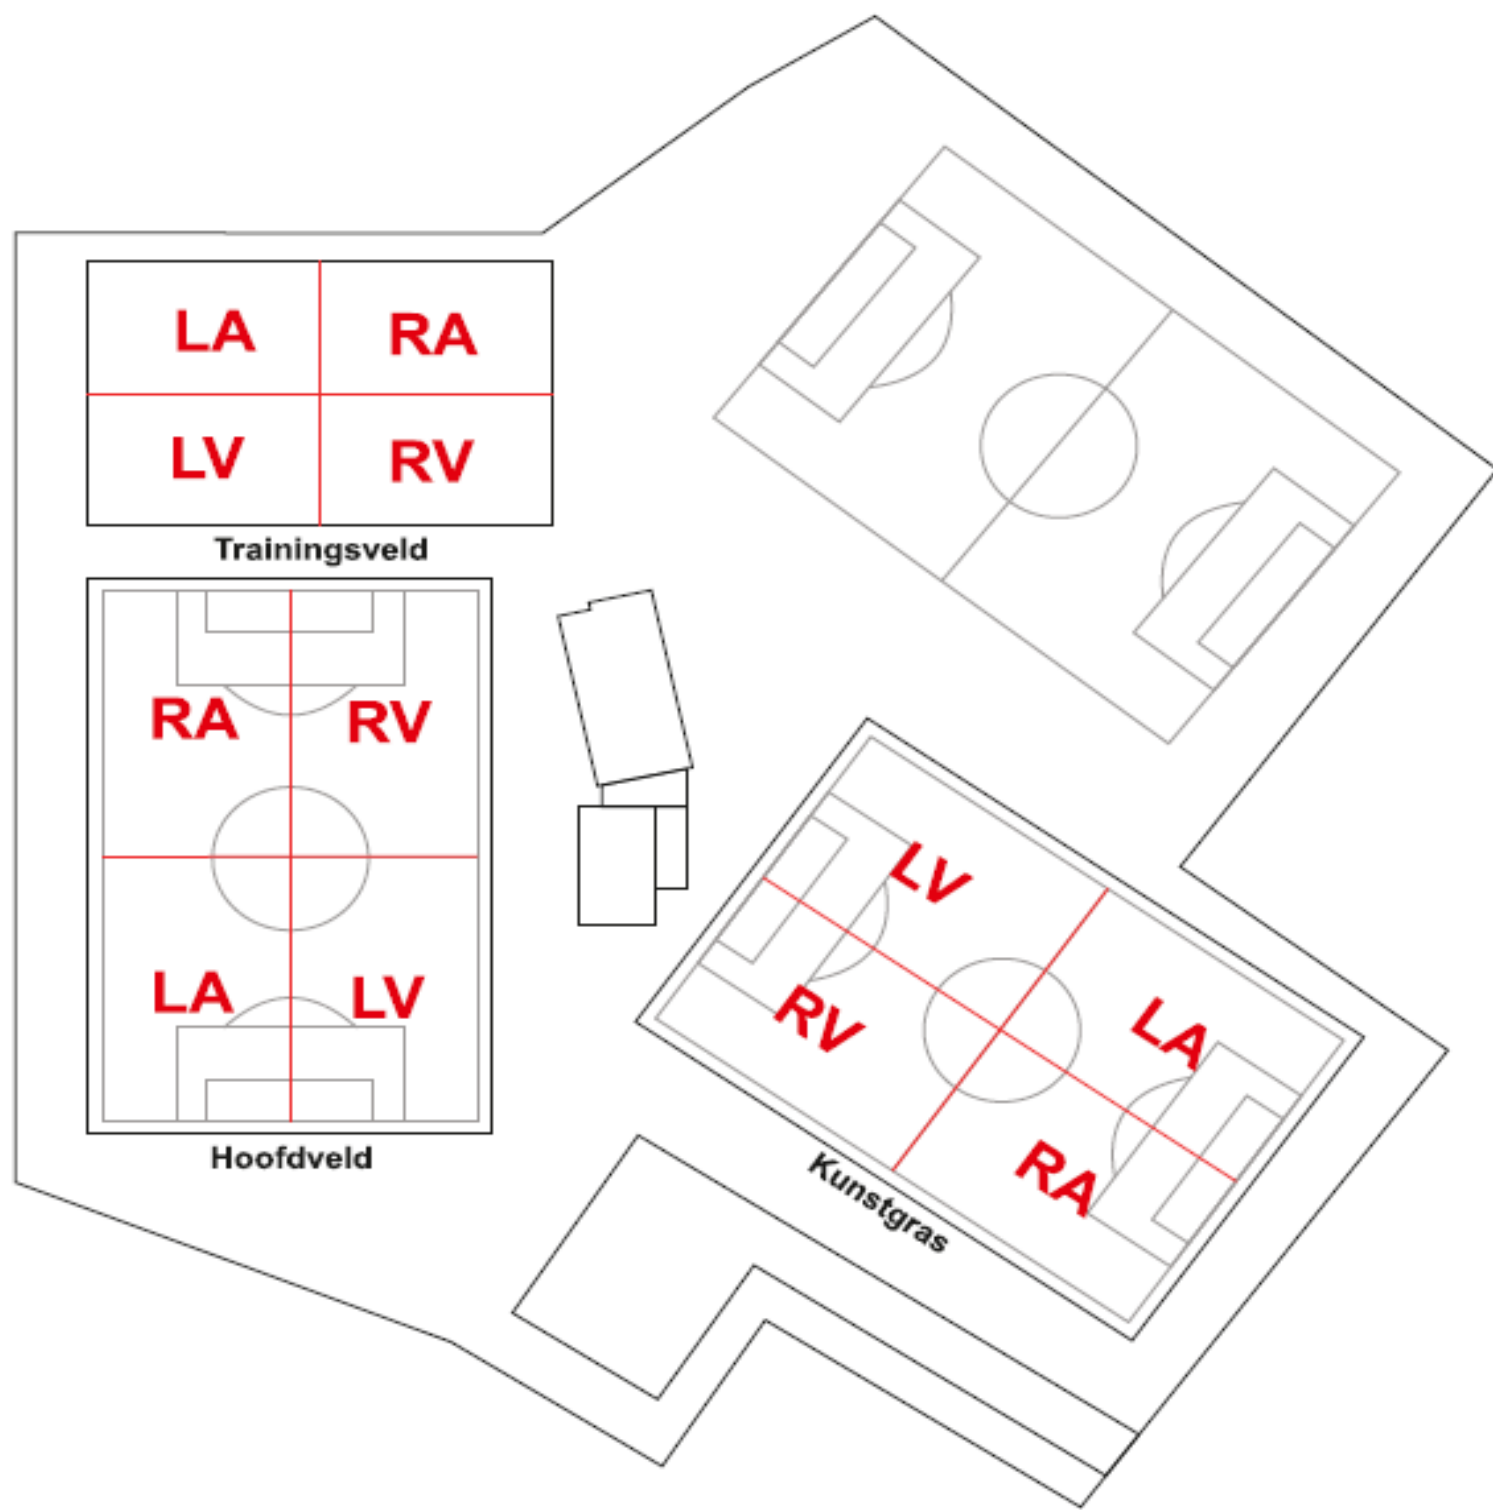 LA RA
LV RV
Trainingsveld
RA RV
LA LV
Hoofdveld
LV
RV
LA
RA
Kunstgras